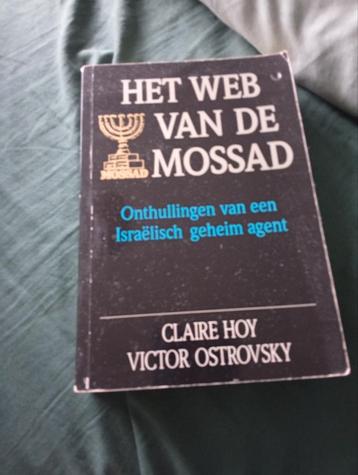 HET WEB
VAN DE
MOSSAD
MOSSAD
Onthullingen van een
Israëlisch geheim agent
CLAIRE HOY
VICTOR OSTROVSKY